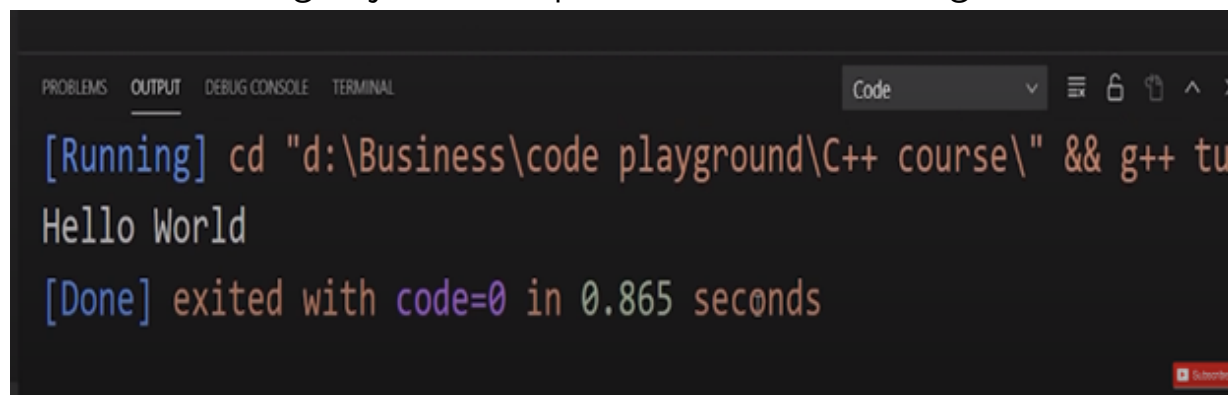 PROBLEMS OUTPUT DEBUG CONSOLE TERMINAL Code
[Running] cd "d:\Business\code playground\C++ course\" && g++ tu
Hello World
[Done] exited with code=0 in 0.865 seconds
Subscribe